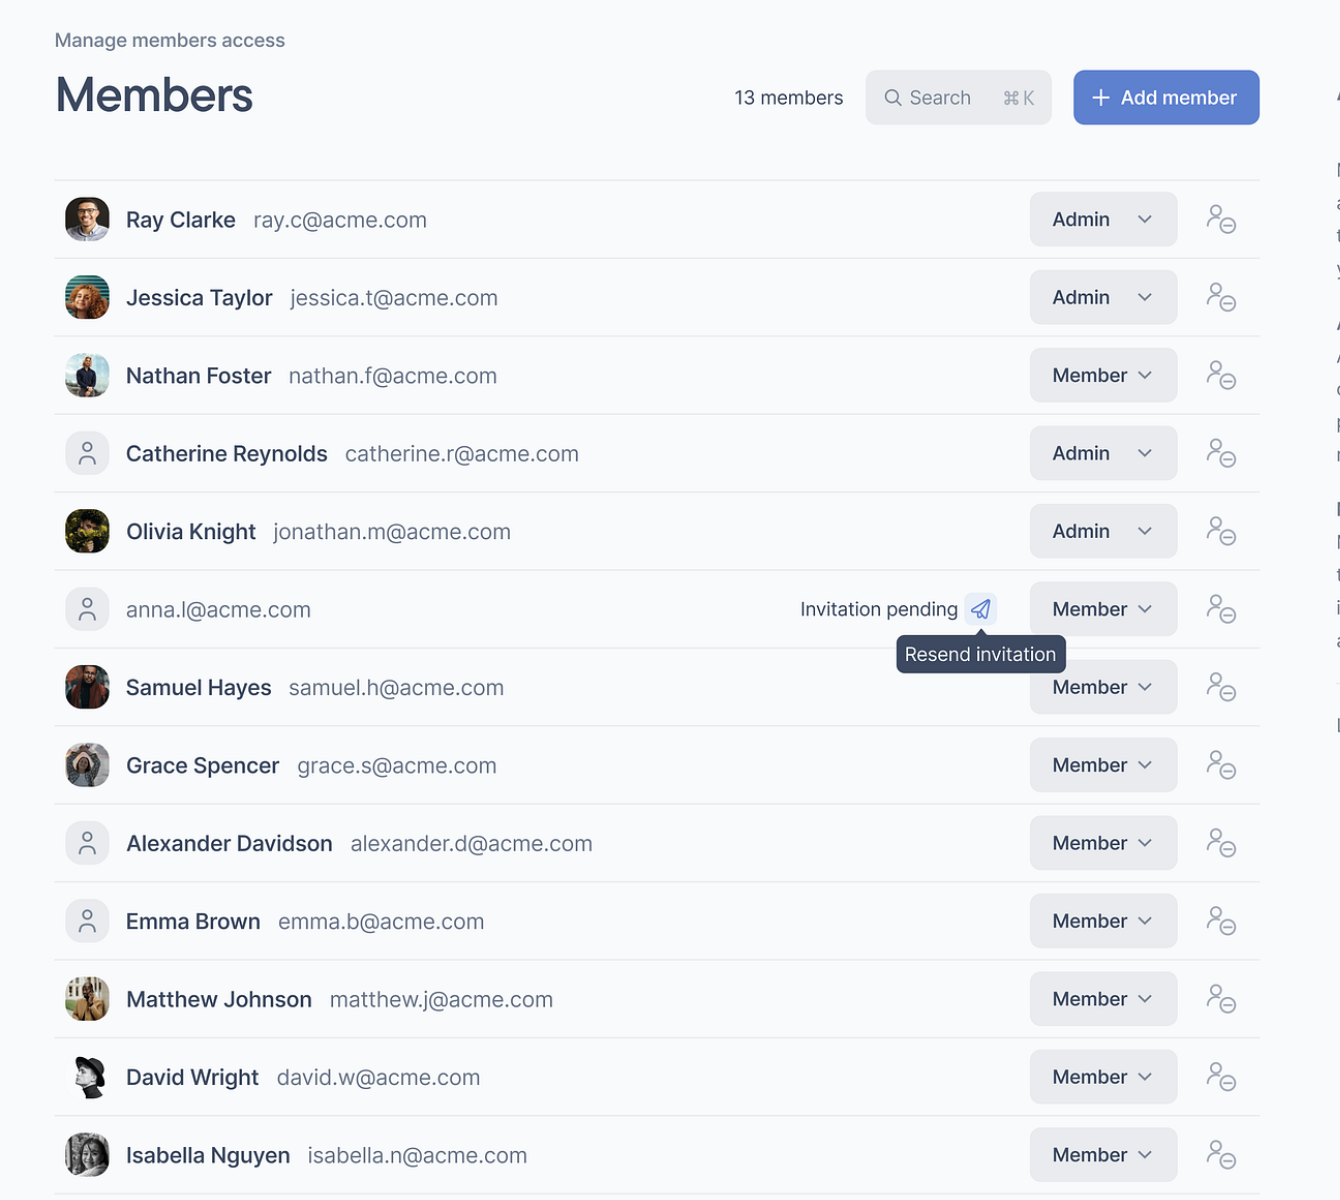 Manage members access
Members
13 members
Search ⌘ K
+ Add member
Ray Clarke ray.c@acme.com Admin
Jessica Taylor jessica.t@acme.com Admin
Nathan Foster nathan.f@acme.com Member
Catherine Reynolds catherine.r@acme.com Admin
Olivia Knight jonathan.m@acme.com Admin
anna.l@acme.com Invitation pending Member
Resend invitation
Samuel Hayes samuel.h@acme.com Member
Grace Spencer grace.s@acme.com Member
Alexander Davidson alexander.d@acme.com Member
Emma Brown emma.b@acme.com Member
Matthew Johnson matthew.j@acme.com Member
David Wright david.w@acme.com Member
Isabella Nguyen isabella.n@acme.com Member